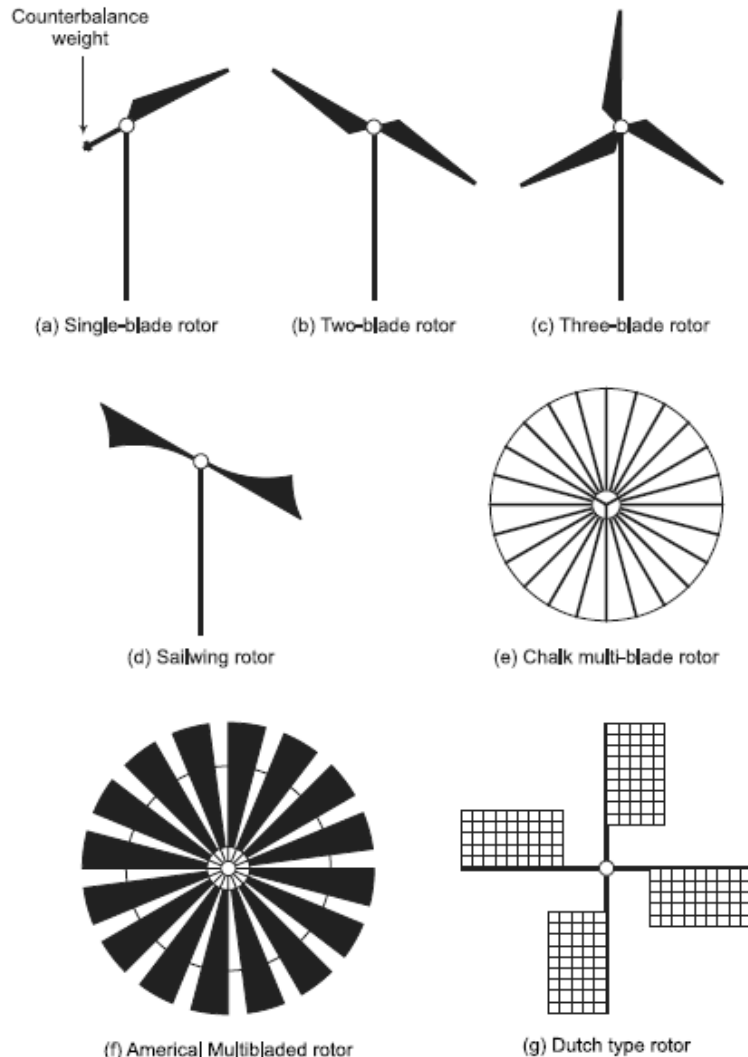 Counterbalance
weight
(a) Single-blade rotor
(b) Two-blade rotor
(c) Three-blade rotor
(d) Sailwing rotor
(e) Chalk multi-blade rotor
(f) Americal Multibladed rotor
(g) Dutch type rotor